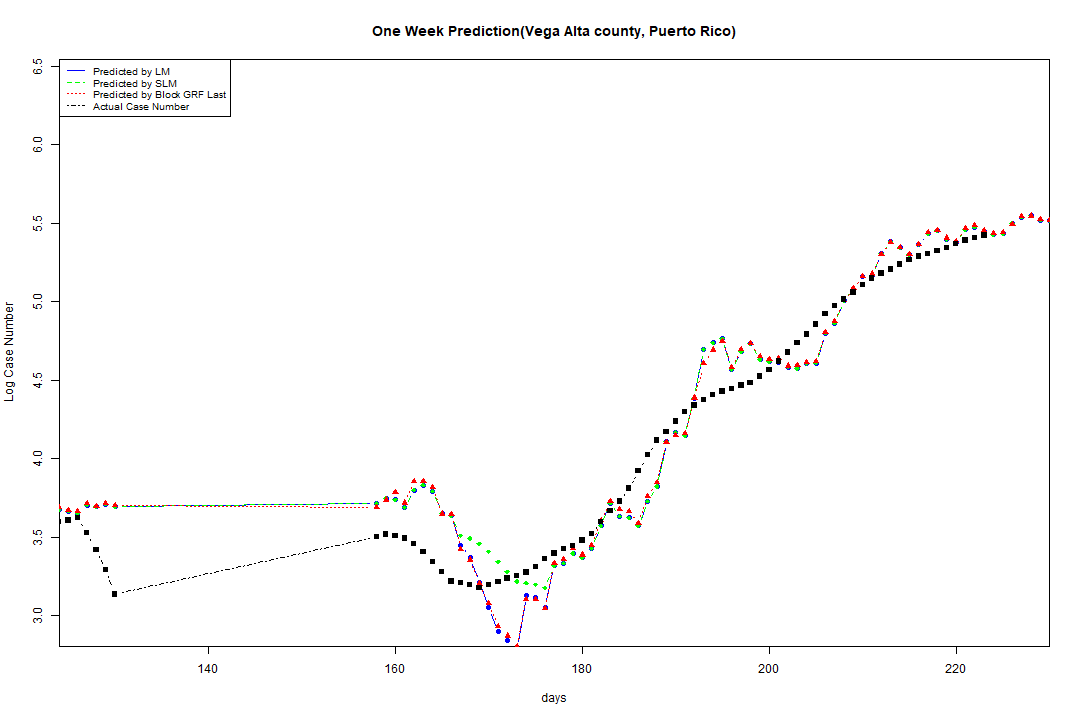 One Week Prediction(Vega Alta county, Puerto Rico)
Predicted by LM
Predicted by SLM
Predicted by Block GRF Last
Actual Case Number
6.5
6.0
5.5
5.0
4.5
4.0
3.5
3.0
Log Case Number
140 160 180 200 220
days